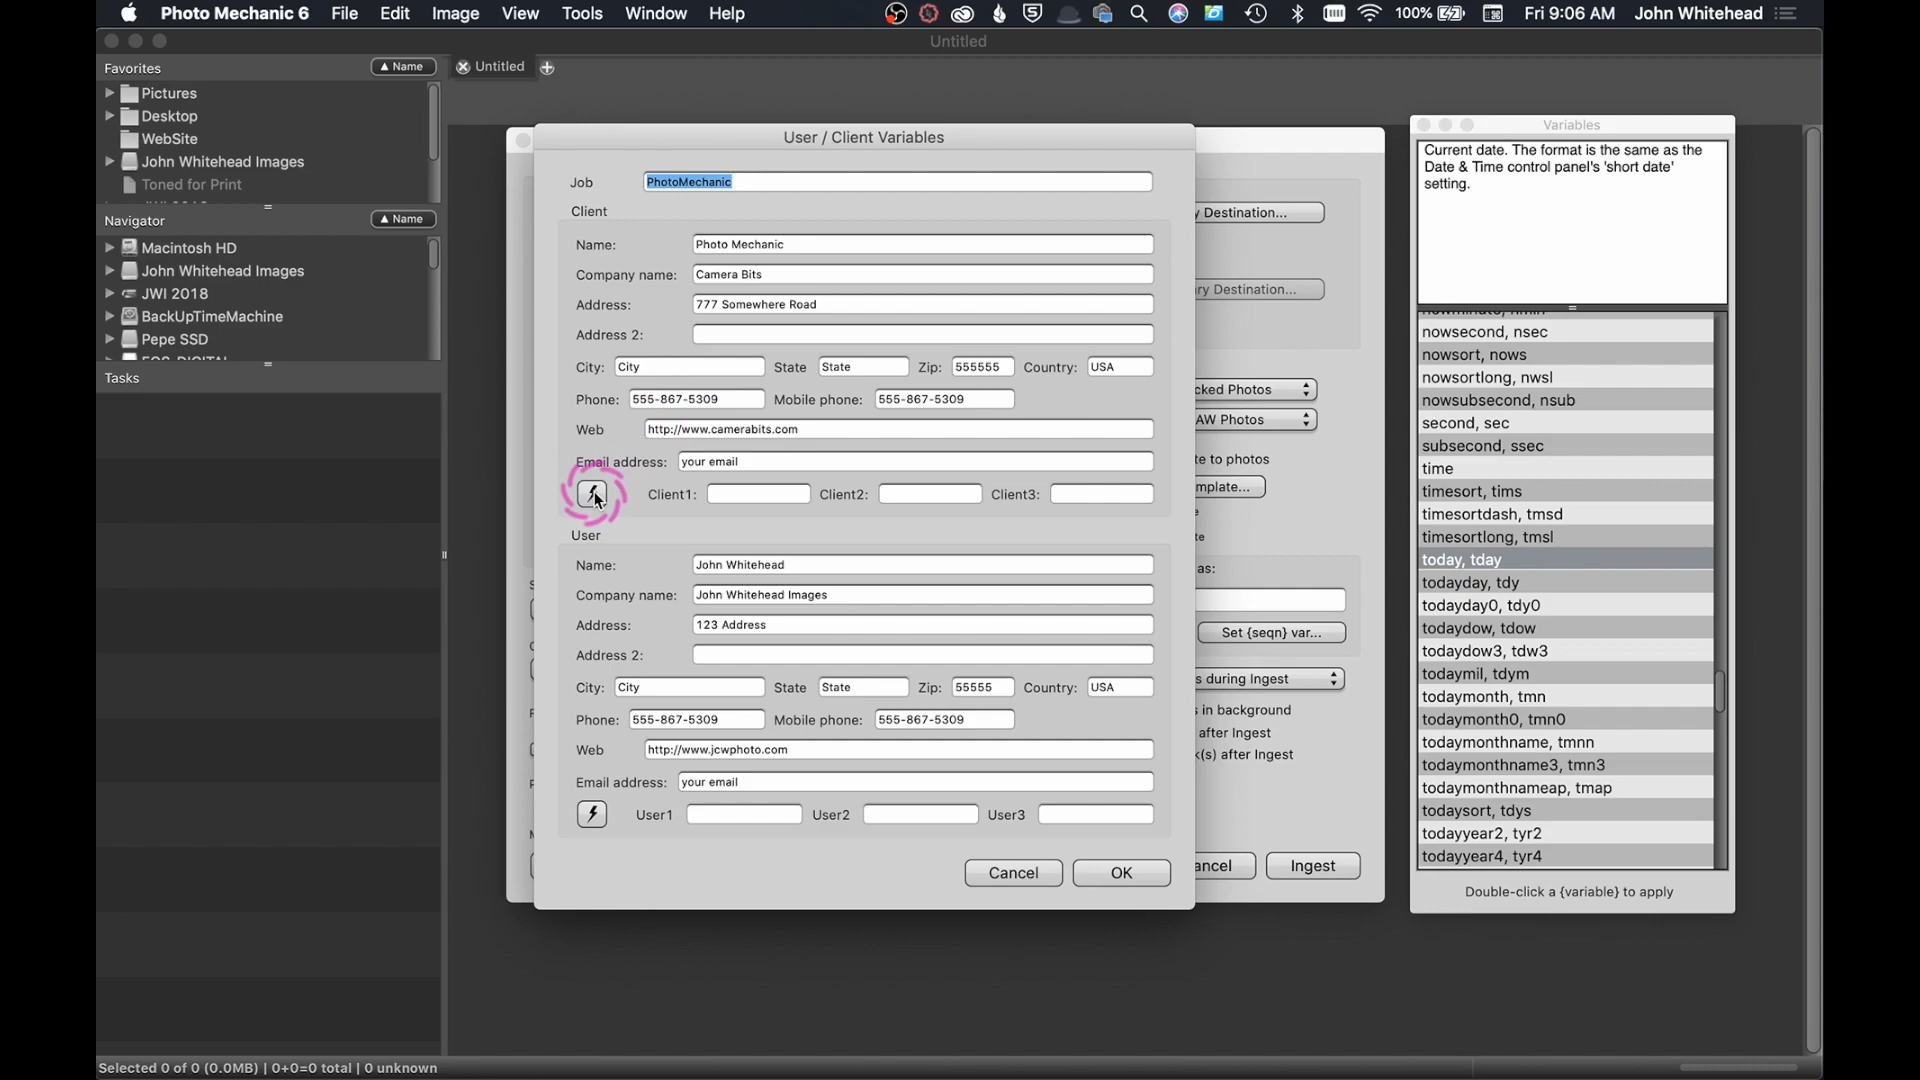 Photo Mechanic 6 File Edit Image View Tools Window Help 100% Fri 9:06 AM John Whitehead
Untitled
Favorites ▲ Name
Untitled
Pictures
Desktop
WebSite
John Whitehead Images
Toned for Print
Navigator ▲ Name
Macintosh HD
John Whitehead Images
JWI 2018
BackUpTimeMachine
Pepe SSD
EOS_DIGITAL
Tasks
User / Client Variables
Job PhotoMechanic
Client
Name: Photo Mechanic
Company name: Camera Bits
Address: 777 Somewhere Road
Address 2:
City: City State State Zip: 555555 Country: USA
Phone: 555-867-5309 Mobile phone: 555-867-5309
Web http://www.camerabits.com
Email address: your email
Client1: Client2: Client3:
User
Name: John Whitehead
Company name: John Whitehead Images
Address: 123 Address
Address 2:
City: City State State Zip: 55555 Country: USA
Phone: 555-867-5309 Mobile phone: 555-867-5309
Web http://www.jcwphoto.com
Email address: your email
User1 User2 User3
Cancel OK
y Destination...
ry Destination...
cked Photos
AW Photos
te to photos
mplate...
te
as:
Set {seqn} var...
s during Ingest
s in background
after Ingest
k(s) after Ingest
ancel Ingest
Variables
Current date. The format is the same as the
Date & Time control panel's 'short date'
setting.
nowminute, nmin
nowsecond, nsec
nowsort, nows
nowsortlong, nwsl
nowsubsecond, nsub
second, sec
subsecond, ssec
time
timesort, tims
timesortdash, tmsd
timesortlong, tmsl
today, tday
todayday, tdy
todayday0, tdy0
todaydow, tdow
todaydow3, tdw3
todaymil, tdym
todaymonth, tmn
todaymonth0, tmn0
todaymonthname, tmnn
todaymonthname3, tmn3
todaymonthnameap, tmap
todaysort, tdys
todayyear2, tyr2
todayyear4, tyr4
Double-click a {variable} to apply
Selected 0 of 0 (0.0MB) | 0+0=0 total | 0 unknown